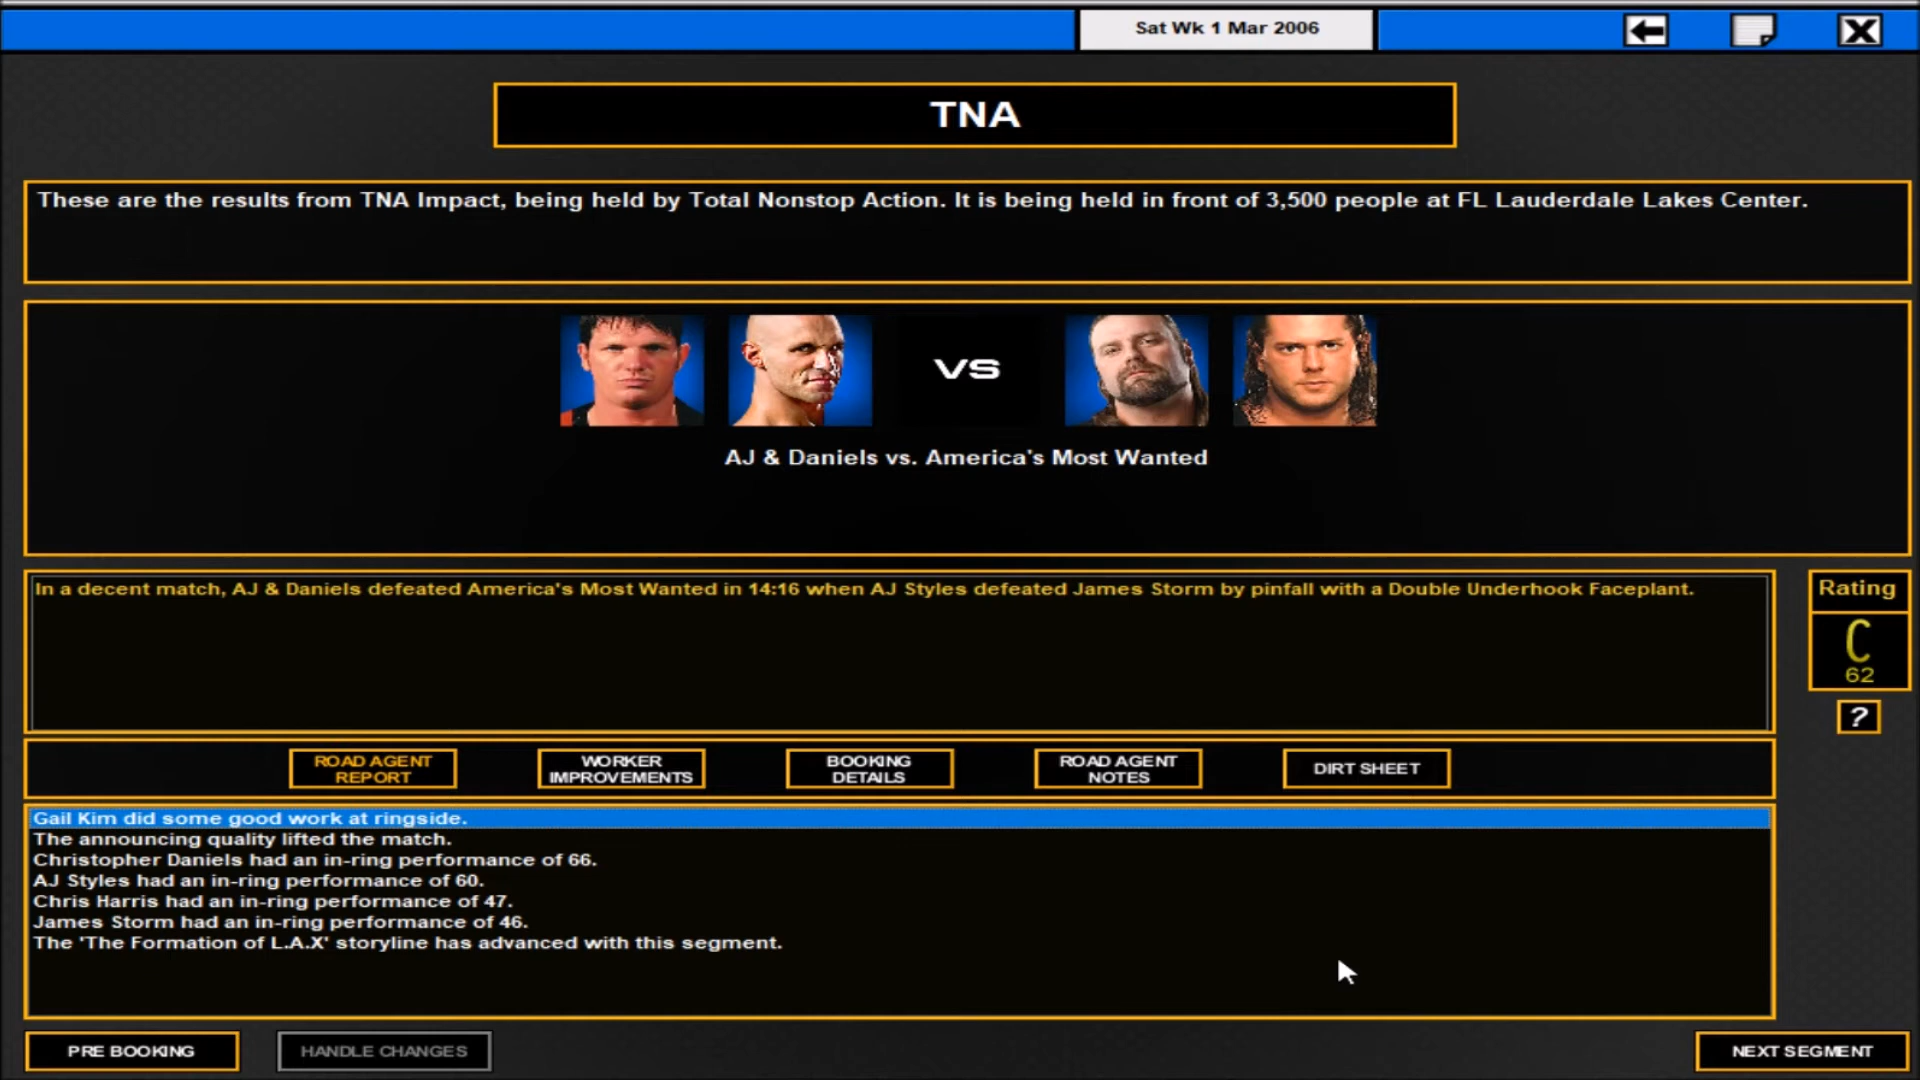 Sat Wk 1 Mar 2006
TNA
These are the results from TNA Impact, being held by Total Nonstop Action. It is being held in front of 3,500 people at FL Lauderdale Lakes Center.
VS
AJ & Daniels vs. America's Most Wanted
In a decent match, AJ & Daniels defeated America's Most Wanted in 14:16 when AJ Styles defeated James Storm by pinfall with a Double Underhook Faceplant.
Rating
C
62
?
ROAD AGENT
REPORT
WORKER
IMPROVEMENTS
BOOKING
DETAILS
ROAD AGENT
NOTES
DIRT SHEET
Gail Kim did some good work at ringside.
The announcing quality lifted the match.
Christopher Daniels had an in-ring performance of 66.
AJ Styles had an in-ring performance of 60.
Chris Harris had an in-ring performance of 47.
James Storm had an in-ring performance of 46.
The 'The Formation of L.A.X' storyline has advanced with this segment.
PRE BOOKING
HANDLE CHANGES
NEXT SEGMENT